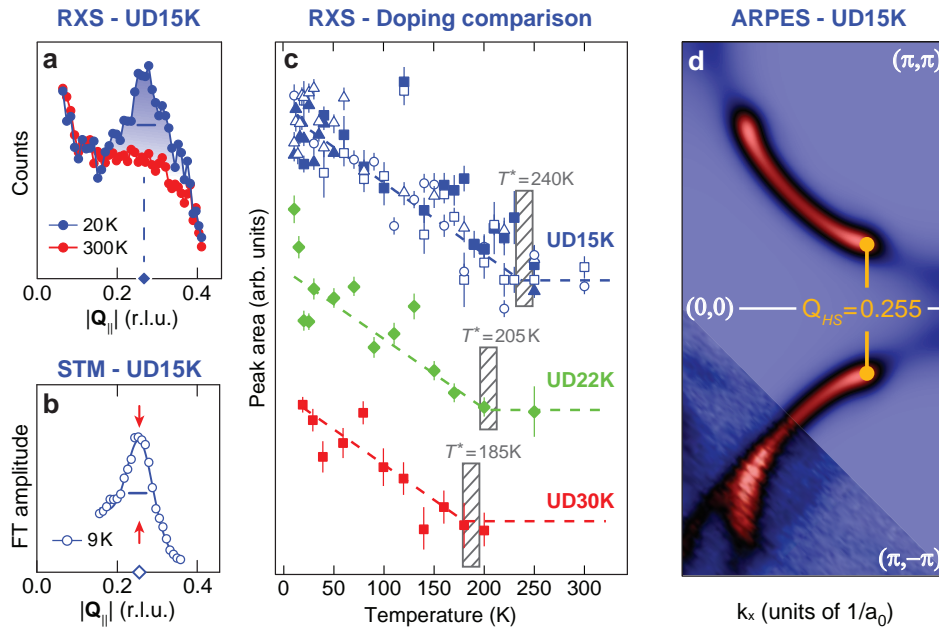 RXS - UD15K
a
Counts
20K
300K
0.0
0.2
0.4
|Q|||| (r.l.u.)
STM - UD15K
b
FT amplitude
9K
0.0
0.2
0.4
|Q|||| (r.l.u.)
RXS - Doping comparison
c
Peak area (arb. units)
T*=240K
UD15K
T*=205K
UD22K
T*=185K
UD30K
0
50
100
150
200
250
300
Temperature (K)
ARPES - UD15K
d
(π,π)
(0,0)
Q_HS=0.255
(π,−π)
kx (units of 1/a0)